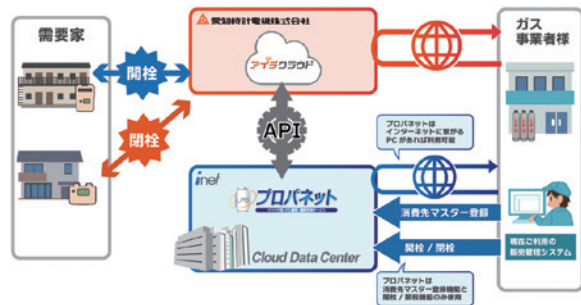 需要家
開栓
閉栓
愛知時計電機株式会社
アイチクラウド
API
inet
プロパネット
Cloud Data Center
ガス
事業者様
プロパネットは
インターネットに繋がる
PCがあれば利用可能
消費先マスター登録
開栓 / 閉栓
プロパネットは
消費先マスター登録機能と
開栓 / 閉栓機能のみ使用
現在ご利用の
販売管理システム